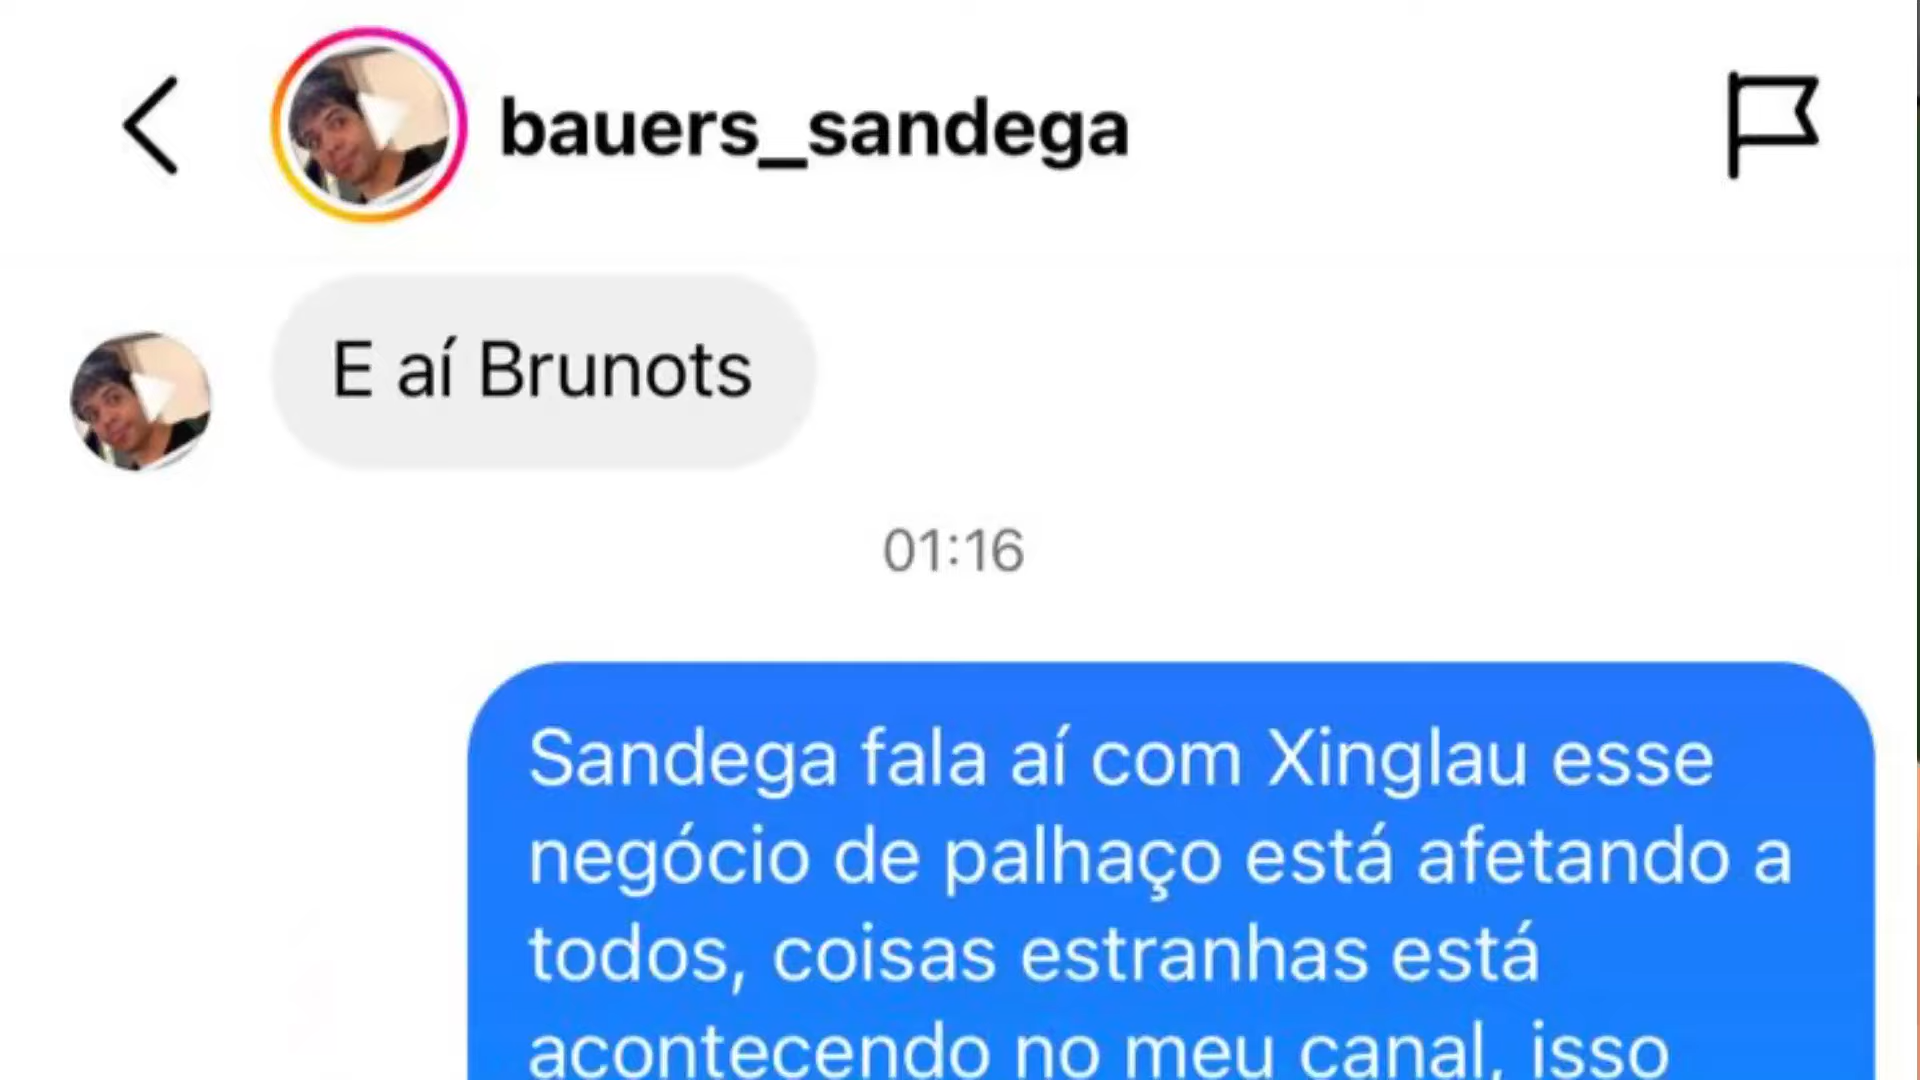 bauers_sandega
E aí Brunots
01:16
Sandega fala aí com Xinglau esse
negócio de palhaço está afetando a
todos, coisas estranhas está
acontecendo no meu canal, isso